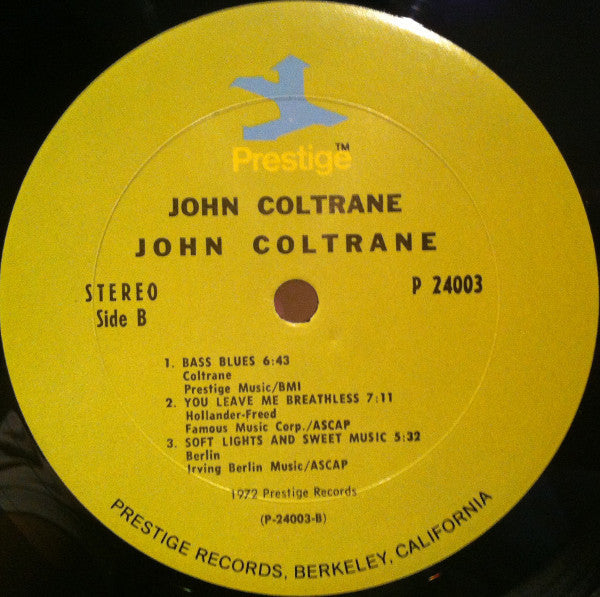 Prestige™
JOHN COLTRANE
JOHN COLTRANE
STEREO
Side B
P 24003
1. BASS BLUES 6:43
Coltrane
Prestige Music/BMI
2. YOU LEAVE ME BREATHLESS 7:11
Hollander-Freed
Famous Music Corp./ASCAP
3. SOFT LIGHTS AND SWEET MUSIC 5:32
Berlin
Irving Berlin Music/ASCAP
1972 Prestige Records
(P-24003-B)
PRESTIGE RECORDS, BERKELEY, CALIFORNIA